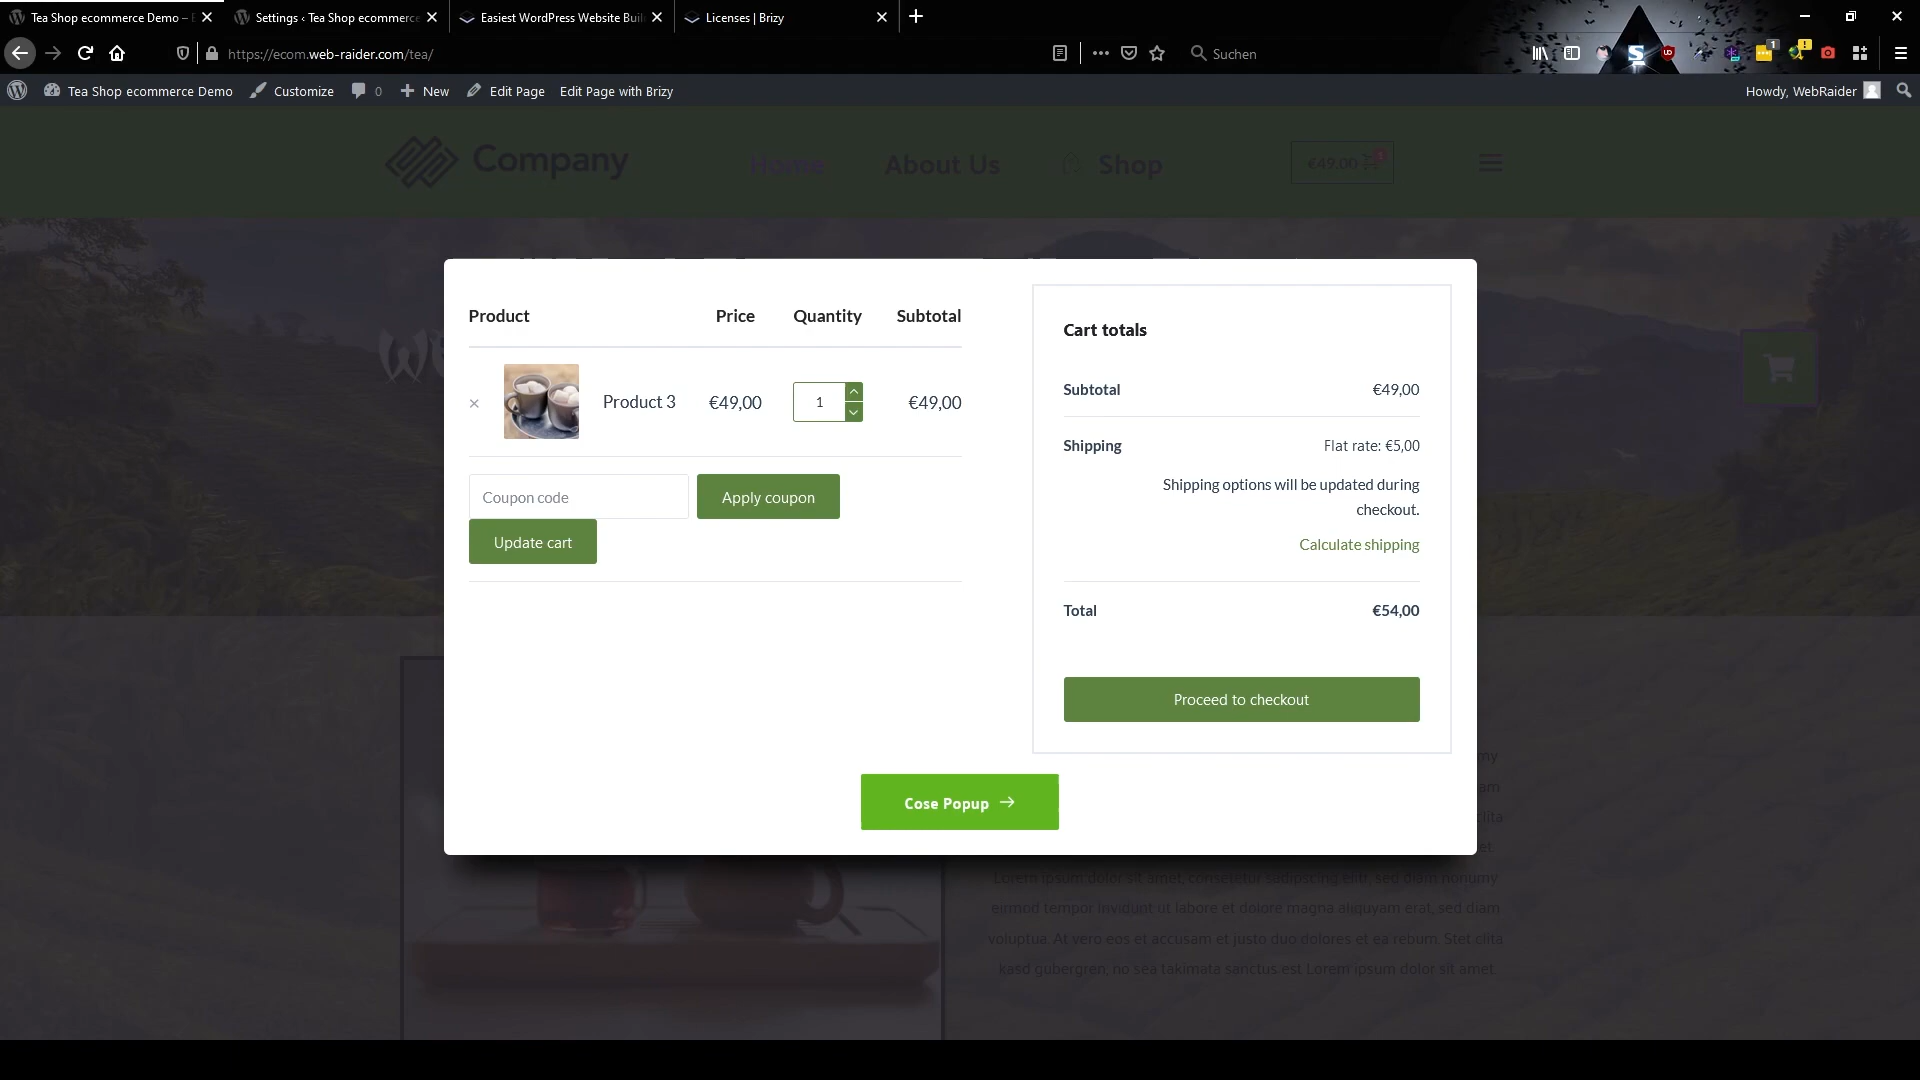 Tea Shop ecommerce Demo –
Settings ‹ Tea Shop ecommerce
Easiest WordPress Website Buil
Licenses | Brizy
https://ecom.web-raider.com/tea/
Suchen
1
Tea Shop ecommerce Demo
Customize
0
New
Edit Page
Edit Page with Brizy
Howdy, WebRaider
Company
Home
About Us
Shop
€49.00
Product
Price
Quantity
Subtotal
×
Product 3
€49,00
1
€49,00
Coupon code
Apply coupon
Update cart
Cart totals
Subtotal
€49,00
Shipping
Flat rate: €5,00
Shipping options will be updated during
checkout.
Calculate shipping
Total
€54,00
Proceed to checkout
Cose Popup
Lorem ipsum dolor sit amet, consetetur sadipscing elitr, sed diam nonumy
eirmod tempor invidunt ut labore et dolore magna aliquyam erat, sed diam
voluptua. At vero eos et accusam et justo duo dolores et ea rebum. Stet clita
kasd gubergren, no sea takimata sanctus est Lorem ipsum dolor sit amet.